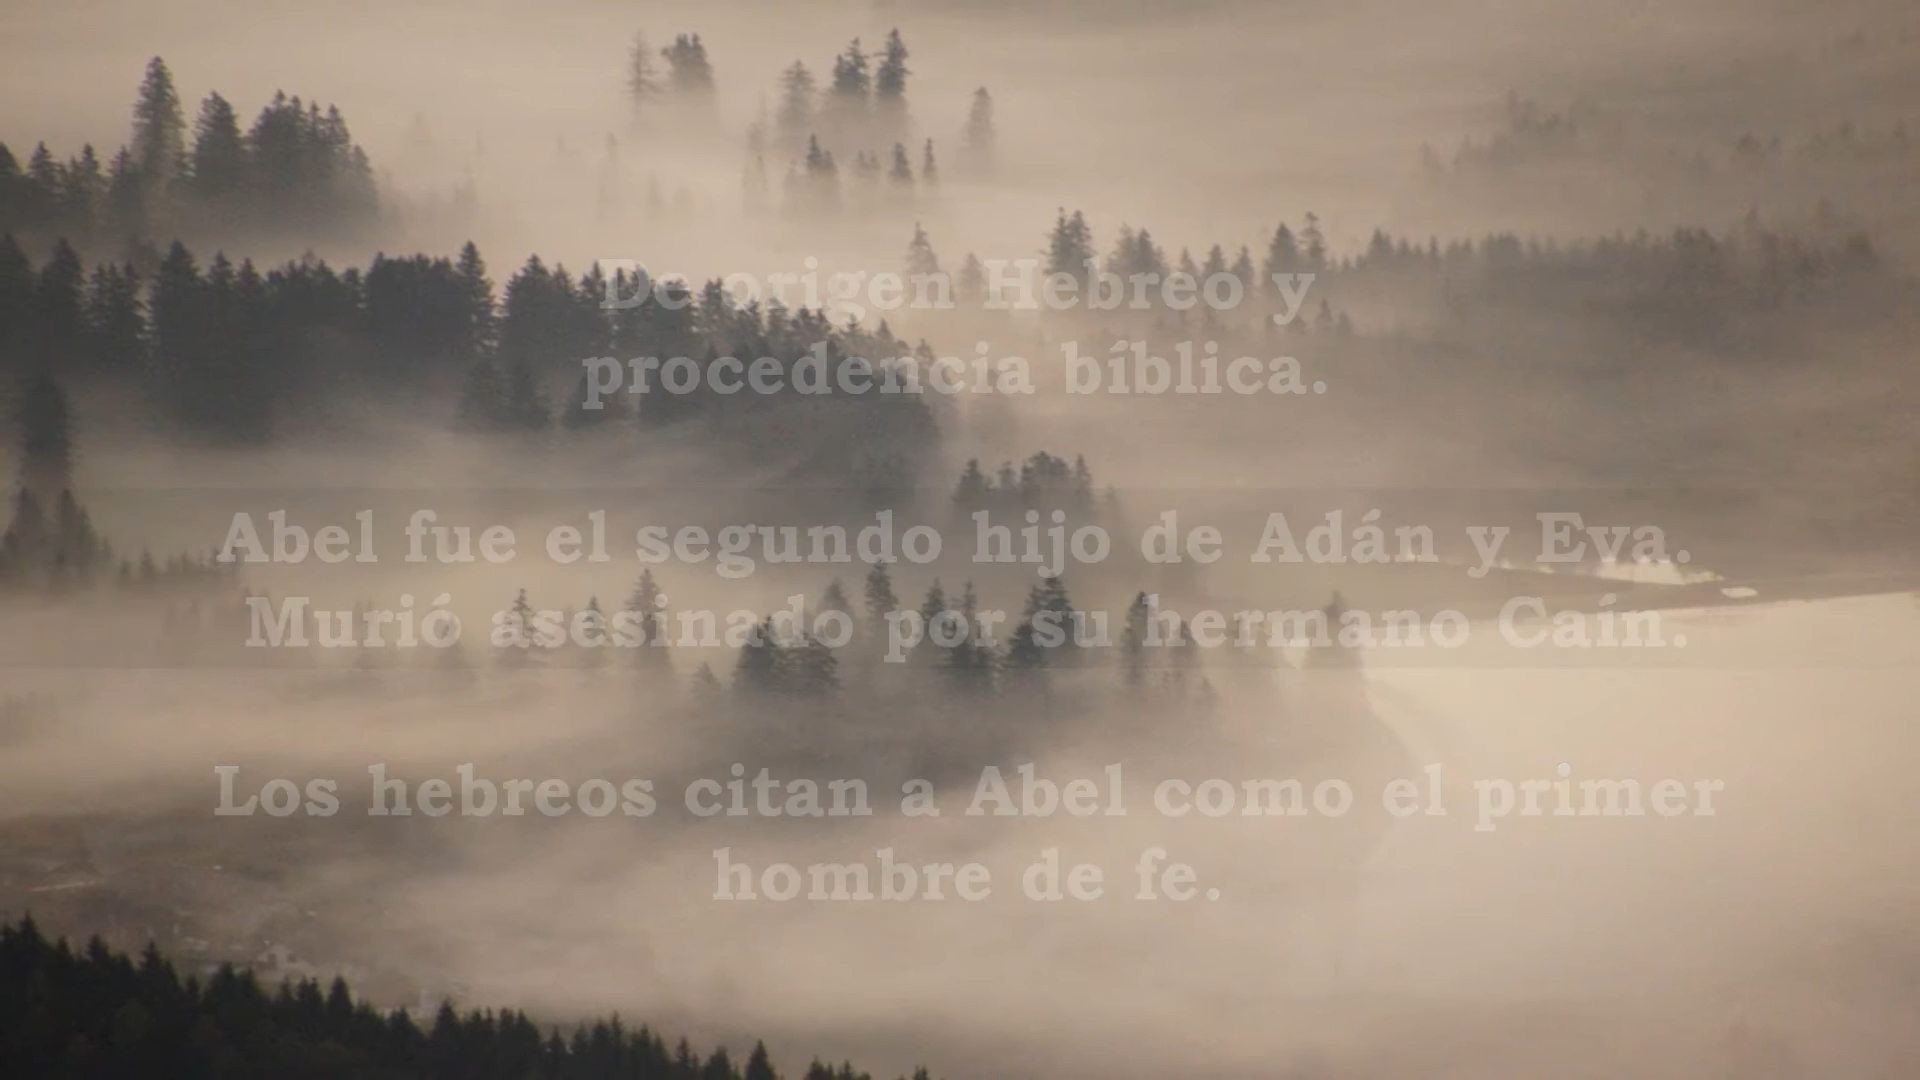 De origen Hebreo y
procedencia bíblica.
Abel fue el segundo hijo de Adán y Eva.
Murió asesinado por su hermano Caín.
Los hebreos citan a Abel como el primer
hombre de fe.